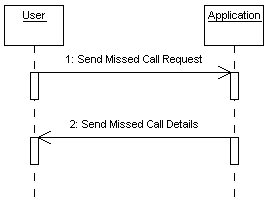 User
Application
1: Send Missed Call Request
2: Send Missed Call Details